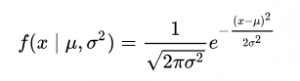 f(x | μ, σ²) = 1/√(2πσ²) e^(-(x-μ)²/(2σ²))